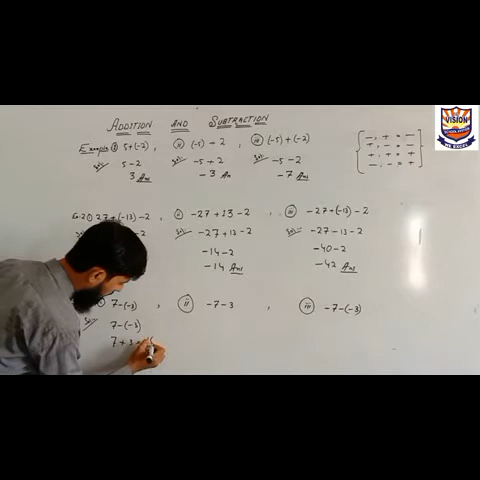 ADDITION AND SUBTRACTION
VISION
WE EXCEL
Example ① 5+(-2) , ⅱ (-5)+2 , ⅲ (-5)+(-2)
Sol:- 5-2
3 Ans
Sol:- -5+2
-3 An
Sol:- -5-2
-7 Ans
-, + = -
+, - = -
+, + = +
-, - = +
① 27+(-13)-2 , ⅱ -27+13-2 , ⅲ -27+(-13)-2
-2
Sol:- -27+13-2
-14-2
-14 Ans
Sol:- -27-13-2
-40-2
-42 Ans
7-(-3) , ⅱ -7-3 , ⅲ -7-(-3)
Sol:- 7-(-3)
7+3